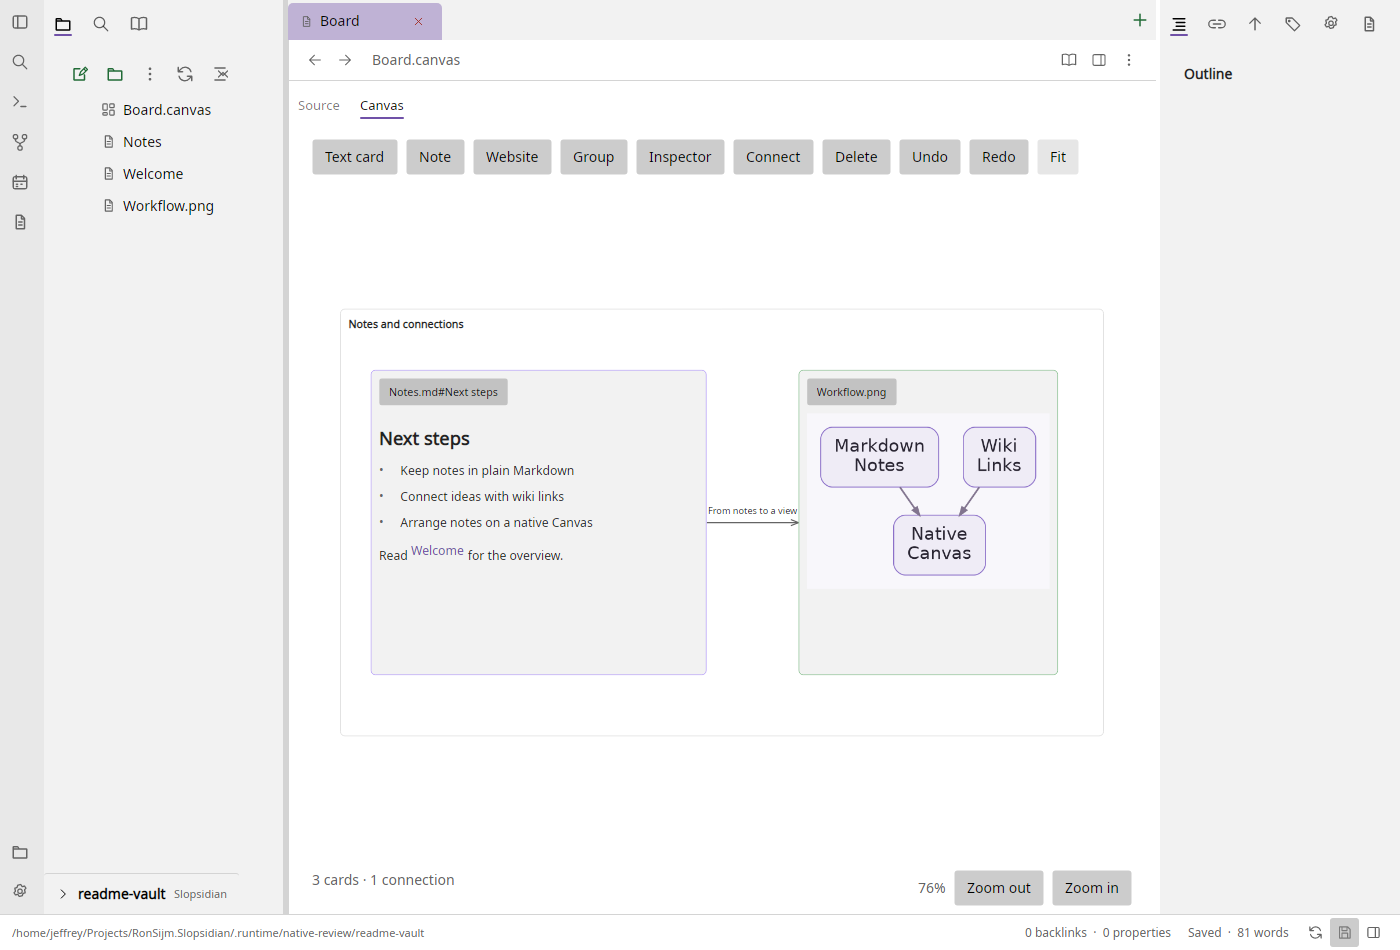 Board
Board.canvas
Outline
Board.canvas
Notes
Welcome
Workflow.png
Source
Canvas
Text card
Note
Website
Group
Inspector
Connect
Delete
Undo
Redo
Fit
Notes and connections
Notes.md#Next steps
Next steps
• Keep notes in plain Markdown
• Connect ideas with wiki links
• Arrange notes on a native Canvas
Read Welcome for the overview.
From notes to a view
Workflow.png
Markdown
Notes
Wiki
Links
Native
Canvas
3 cards · 1 connection
76%
Zoom out
Zoom in
readme-vault Slopsidian
/home/jeffrey/Projects/RonSijm.Slopsidian/.runtime/native-review/readme-vault
0 backlinks · 0 properties Saved · 81 words